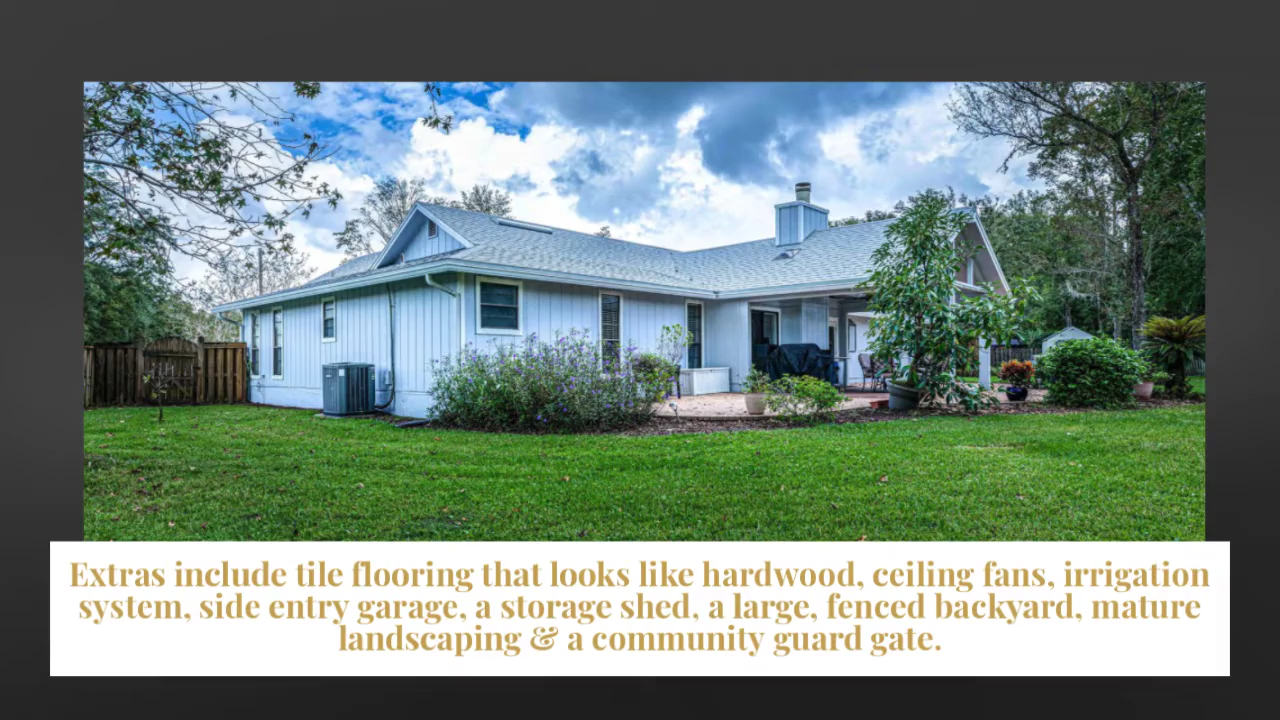 Extras include tile flooring that looks like hardwood, ceiling fans, irrigation
system, side entry garage, a storage shed, a large, fenced backyard, mature
landscaping & a community guard gate.